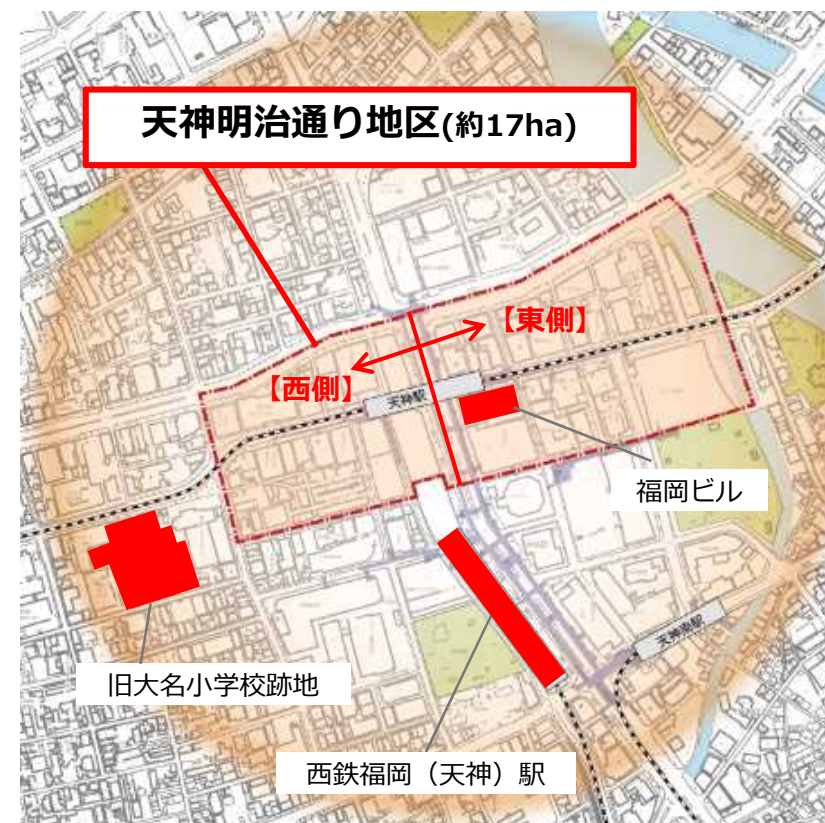 天神明治通り地区(約17ha)
【東側】
【西側】
天神駅
福岡ビル
天神南駅
旧大名小学校跡地
西鉄福岡（天神）駅